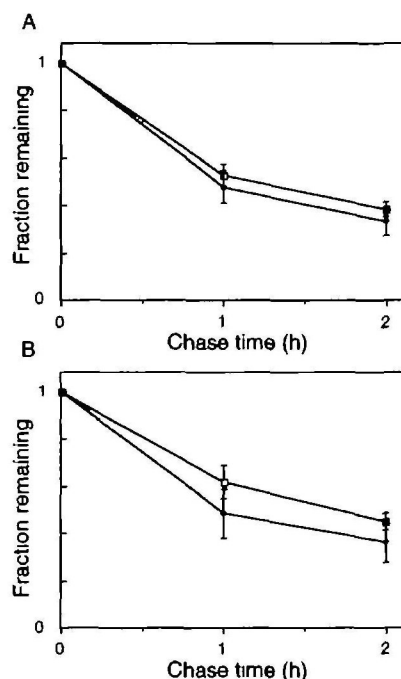 A
Fraction remaining
1
0
0
1
2
Chase time (h)
B
Fraction remaining
1
0
0
1
2
Chase time (h)